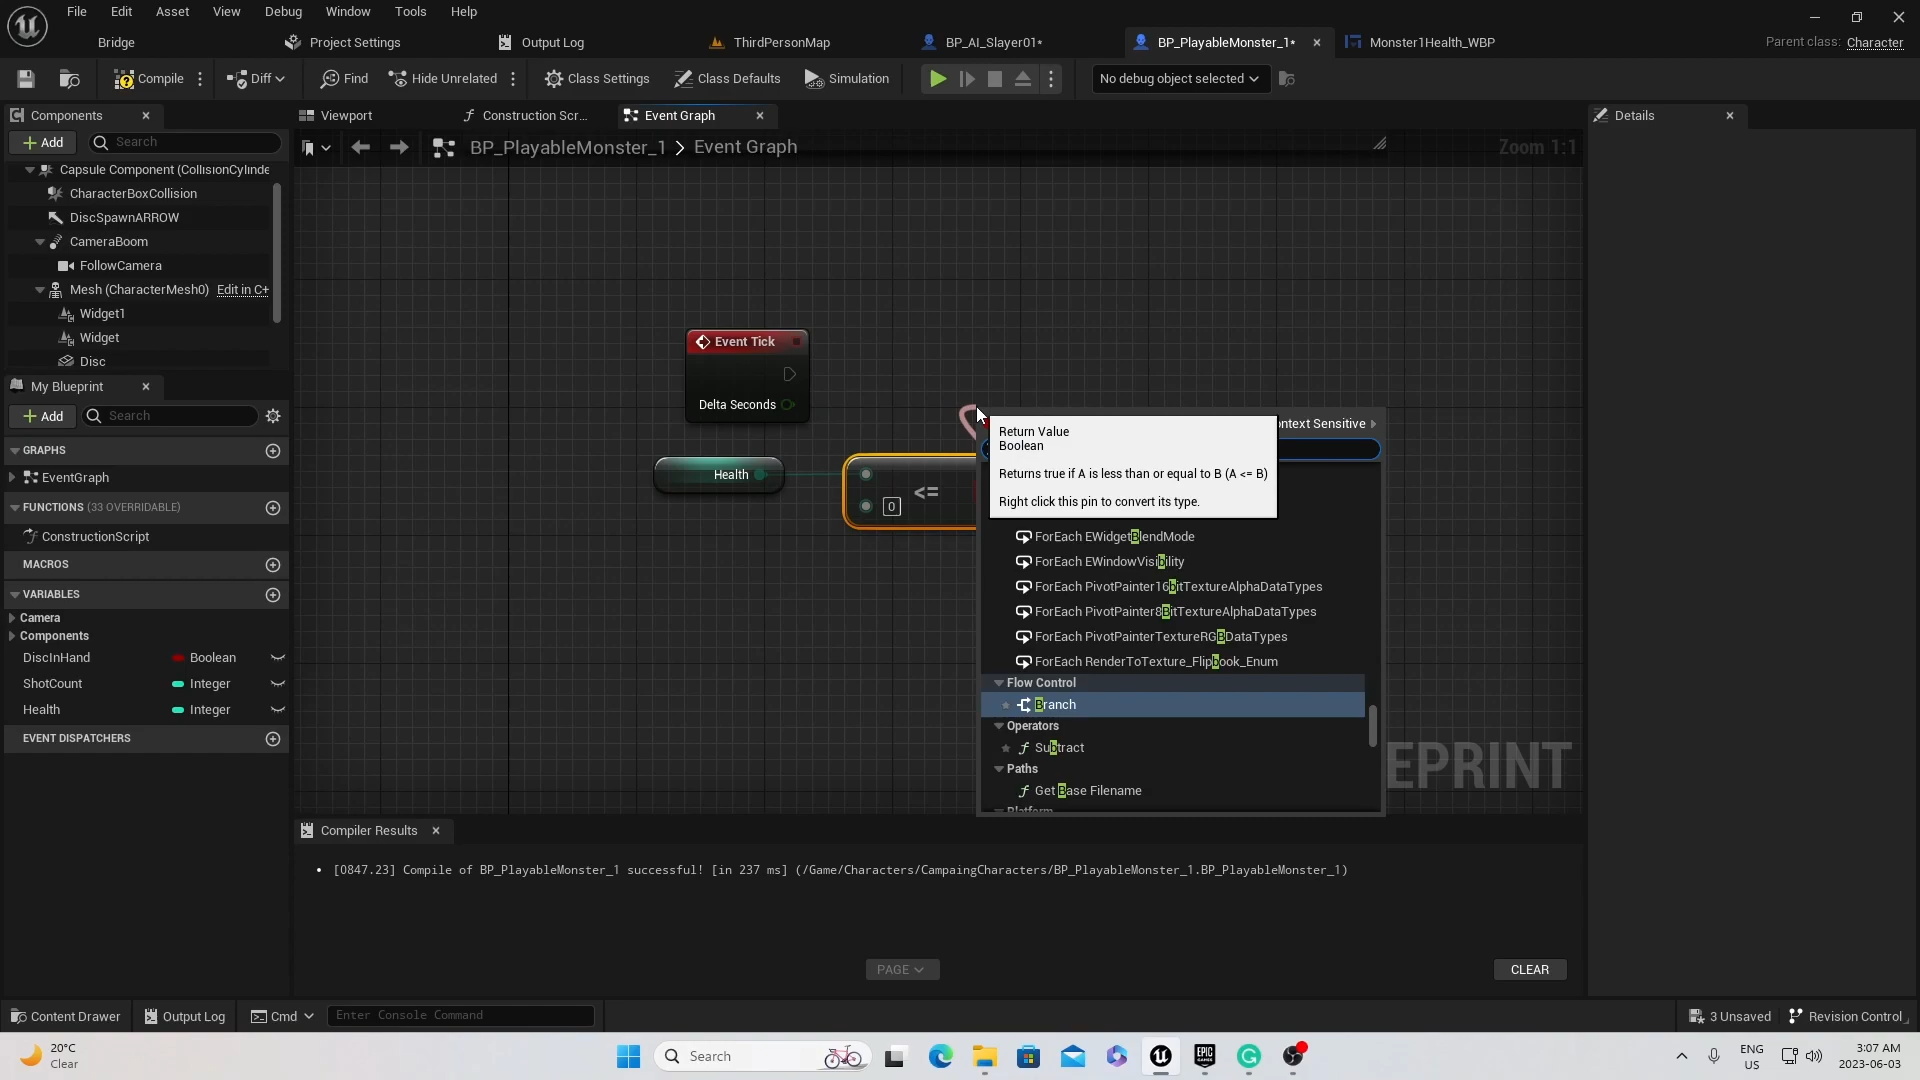 File Edit Asset View Debug Window Tools Help
Bridge Project Settings Output Log ThirdPersonMap BP_AI_Slayer01* BP_PlayableMonster_1* Monster1Health_WBP Parent class: Character
Compile Diff Find Hide Unrelated Class Settings Class Defaults Simulation No debug object selected
Components Viewport Construction Scr... Event Graph Details
Add Search BP_PlayableMonster_1 > Event Graph Zoom 1:1
Capsule Component (CollisionCylinde
CharacterBoxCollision
DiscSpawnARROW
CameraBoom
FollowCamera
Mesh (CharacterMesh0) Edit in C+
Widget1
Widget
Disc
My Blueprint
Add Search
GRAPHS
EventGraph
FUNCTIONS (33 OVERRIDABLE)
ConstructionScript
MACROS
VARIABLES
Camera
Components
DiscInHand Boolean
ShotCount Integer
Health Integer
EVENT DISPATCHERS
Event Tick
Delta Seconds
Health
<=
0
ontext Sensitive
Return Value
Boolean
Returns true if A is less than or equal to B (A <= B)
Right click this pin to convert its type.
ForEach EWidgetBlendMode
ForEach EWindowVisibility
ForEach PivotPainter16bitTextureAlphaDataTypes
ForEach PivotPainter8BitTextureAlphaDataTypes
ForEach PivotPainterTextureRGBDataTypes
ForEach RenderToTexture_Flipbook_Enum
Flow Control
Branch
Operators
Subtract
Paths
Get Base Filename
Platform
EPRINT
Compiler Results
[0847.23] Compile of BP_PlayableMonster_1 successful! [in 237 ms] (/Game/Characters/CampaingCharacters/BP_PlayableMonster_1.BP_PlayableMonster_1)
PAGE CLEAR
Content Drawer Output Log Cmd Enter Console Command 3 Unsaved Revision Control
20°C
Clear
Search
EPIC GAMES
ENG
US
3:07 AM
2023-06-03